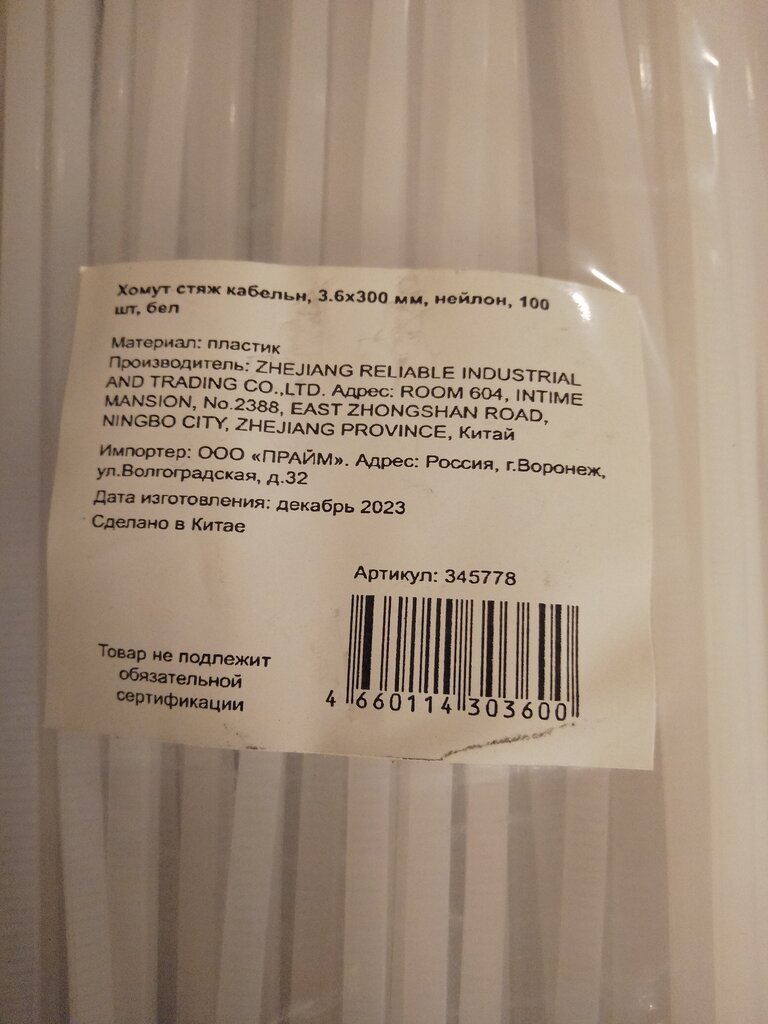 Хомут стяж кабельн, 3.6х300 мм, нейлон, 100
шт, бел
Материал: пластик
Производитель: ZHEJIANG RELIABLE INDUSTRIAL
AND TRADING CO.,LTD. Адрес: ROOM 604, INTIME
MANSION, No.2388, EAST ZHONGSHAN ROAD,
NINGBO CITY, ZHEJIANG PROVINCE, Китай
Импортер: ООО «ПРАЙМ». Адрес: Россия, г.Воронеж,
ул.Волгоградская, д.32
Дата изготовления: декабрь 2023
Сделано в Китае
Артикул: 345778
Товар не подлежит
обязательной
сертификации
4 660114 303600